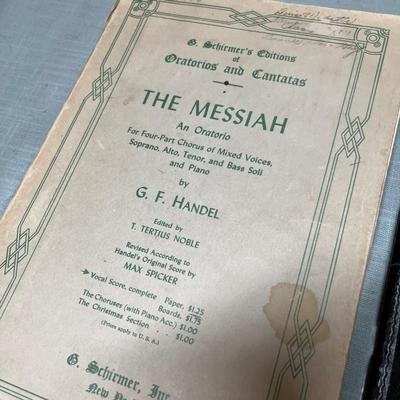 G. Schirmer's Editions
of
Oratorios and Cantatas
THE MESSIAH
An Oratorio
For Four-Part Chorus of Mixed Voices,
Soprano, Alto, Tenor, and Bass Soli
and Piano
by
G. F. HANDEL
Edited by
T. TERTIUS NOBLE
Revised According to
Handel's Original Score by
MAX SPICKER
Vocal Score, complete Paper, $1.25
Boards, $1.75
The Choruses (with Piano Acc.) $1.00
The Christmas Section . . $1.00
(Prices apply to U. S. A.)
G. Schirmer, Inc.
New